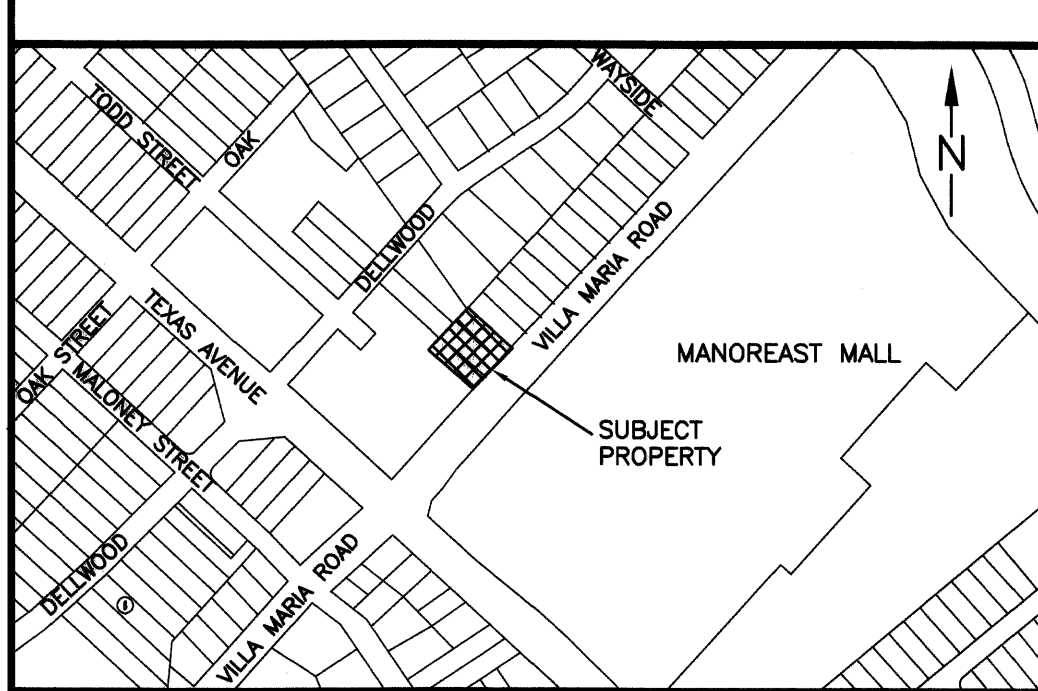 WAYSIDE
TODD STREET
OAK
N
DELLWOOD
VILLA MARIA ROAD
TEXAS AVENUE
OAK STREET
MANOREAST MALL
MALONEY STREET
SUBJECT
PROPERTY
DELLWOOD
VILLA MARIA ROAD